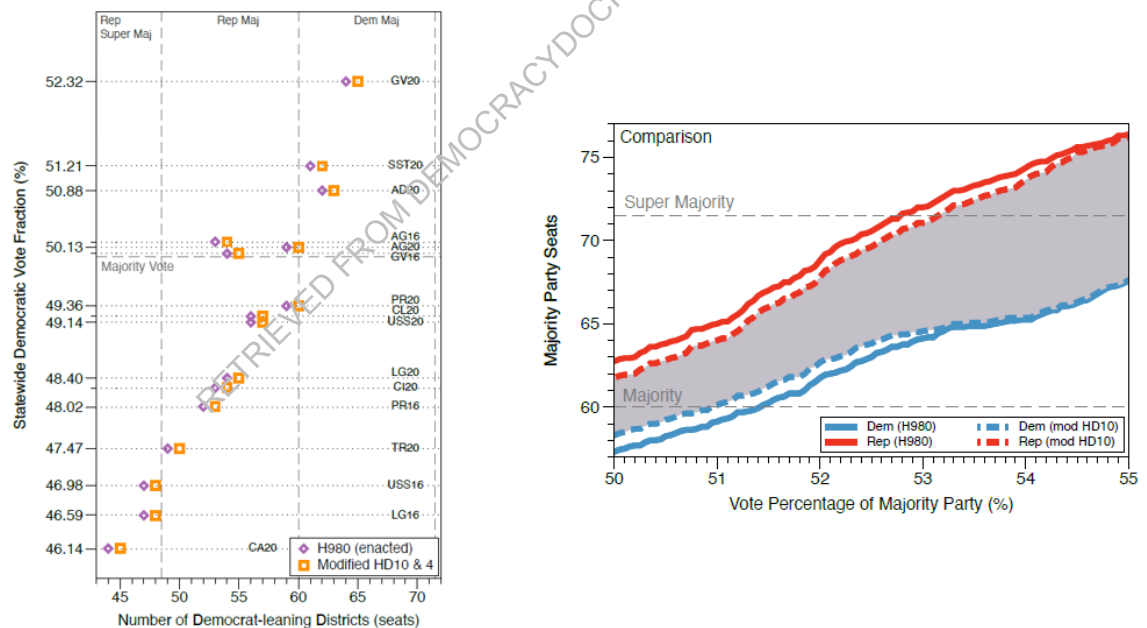 Rep
Super Maj
Rep Maj
Dem Maj
52.32
GV20
51.21
SST20
50.88
AD20
AG16
50.13
AG20
GV16
Majority Vote
PR20
49.36
CL20
49.14
USS20
48.40
LG20
CI20
48.02
PR16
47.47
TR20
46.98
USS16
46.59
LG16
46.14
CA20
H980 (enacted)
Modified HD10 & 4
45 50 55 60 65 70
Number of Democrat-leaning Districts (seats)
Statewide Democratic Vote Fraction (%)
RETRIEVED FROM DEMOCRACYDOC
Comparison
75
Super Majority
70
65
Majority
60
Dem (H980)
Dem (mod HD10)
Rep (H980)
Rep (mod HD10)
50 51 52 53 54 55
Vote Percentage of Majority Party (%)
Majority Party Seats